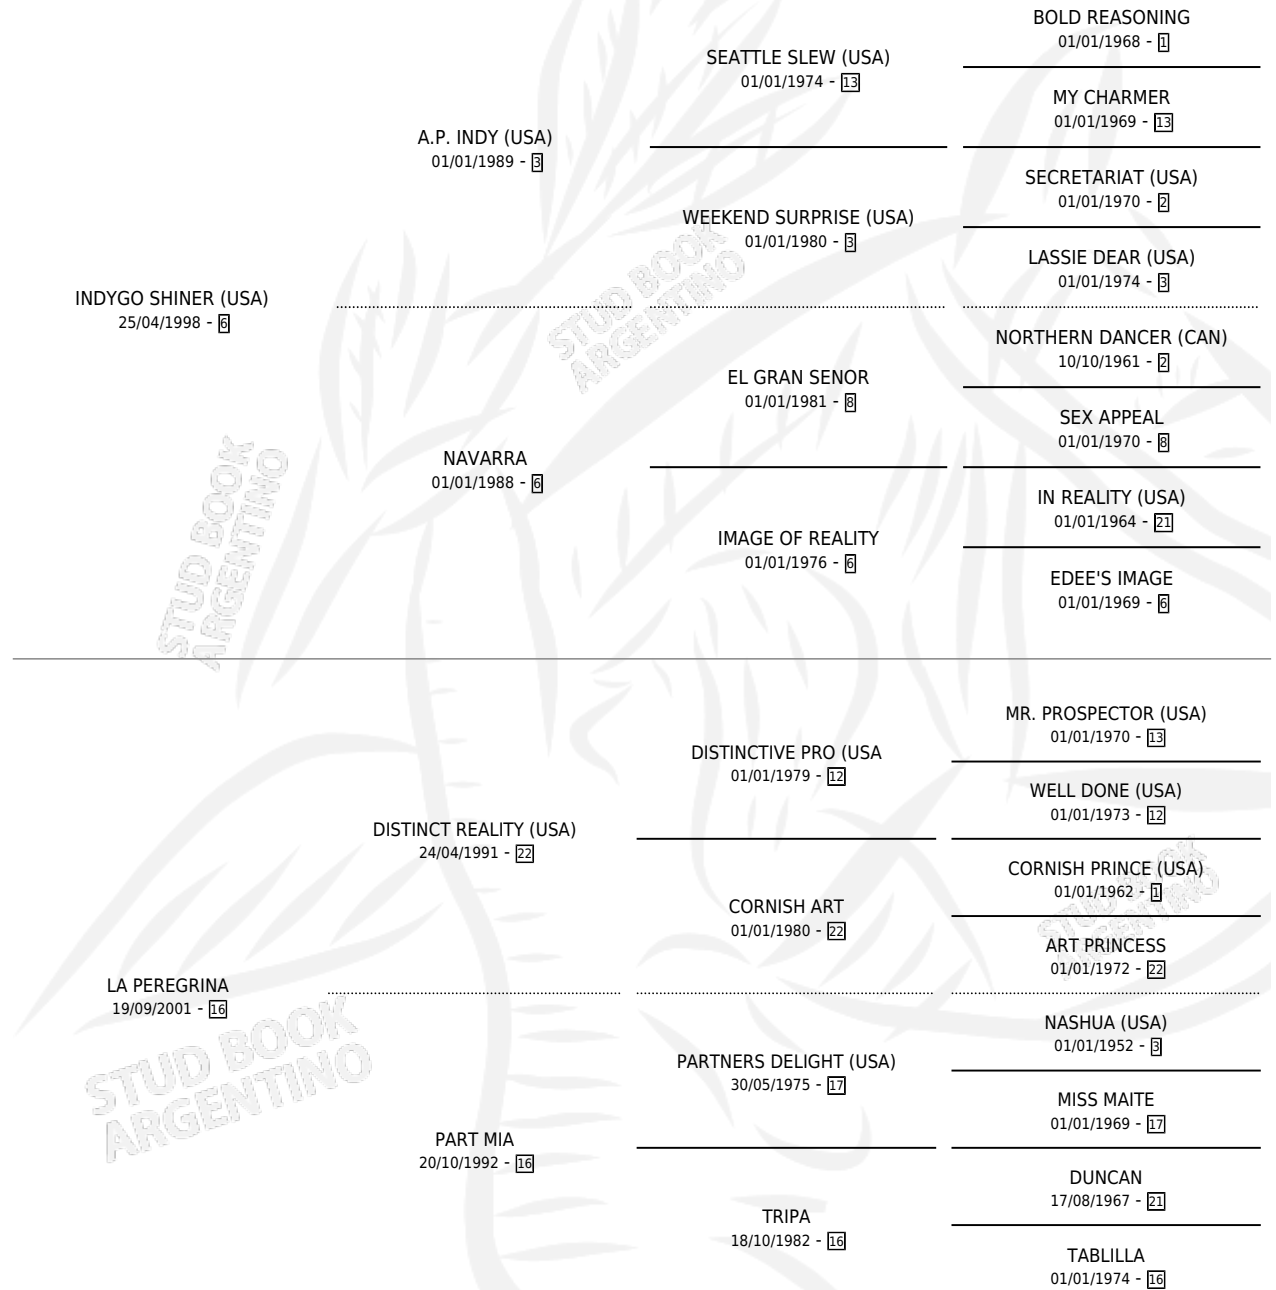 BOLD REASONING
01/01/1968 - 1
SEATTLE SLEW (USA)
01/01/1974 - 13
MY CHARMER
01/01/1969 - 13
A.P. INDY (USA)
01/01/1989 - 3
SECRETARIAT (USA)
01/01/1970 - 2
WEEKEND SURPRISE (USA)
01/01/1980 - 3
LASSIE DEAR (USA)
01/01/1974 - 3
INDYGO SHINER (USA)
25/04/1998 - 6
NORTHERN DANCER (CAN)
10/10/1961 - 2
EL GRAN SENOR
01/01/1981 - 8
SEX APPEAL
01/01/1970 - 8
NAVARRA
01/01/1988 - 6
IN REALITY (USA)
01/01/1964 - 21
IMAGE OF REALITY
01/01/1976 - 6
EDEE'S IMAGE
01/01/1969 - 6
MR. PROSPECTOR (USA)
01/01/1970 - 13
DISTINCTIVE PRO (USA
01/01/1979 - 12
WELL DONE (USA)
01/01/1973 - 12
DISTINCT REALITY (USA)
24/04/1991 - 22
CORNISH PRINCE (USA)
01/01/1962 - 1
CORNISH ART
01/01/1980 - 22
ART PRINCESS
01/01/1972 - 22
LA PEREGRINA
19/09/2001 - 16
NASHUA (USA)
01/01/1952 - 3
PARTNERS DELIGHT (USA)
30/05/1975 - 17
MISS MAITE
01/01/1969 - 17
PART MIA
20/10/1992 - 16
DUNCAN
17/08/1967 - 21
TRIPA
18/10/1982 - 16
TABLILLA
01/01/1974 - 16
STUD BOOK
ARGENTINO
STUD BOOK
ARGENTINO
STUD BOOK
ARGENTINO
STUD BOOK
ARGENTINO